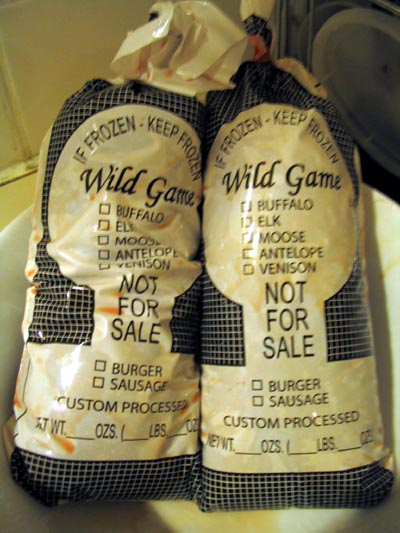 IF FROZEN - KEEP FROZEN
Wild Game
BUFFALO
ELK
MOOSE
ANTELOPE
VENISON
NOT
FOR
SALE
BURGER
SAUSAGE
CUSTOM PROCESSED
WT.____OZS. (____LBS.____OZS.
IF FROZEN - KEEP FROZEN
Wild Game
BUFFALO
ELK
MOOSE
ANTELOPE
VENISON
NOT
FOR
SALE
BURGER
SAUSAGE
CUSTOM PROCESSED
NET WT.____OZS. (____LBS.____OZS.